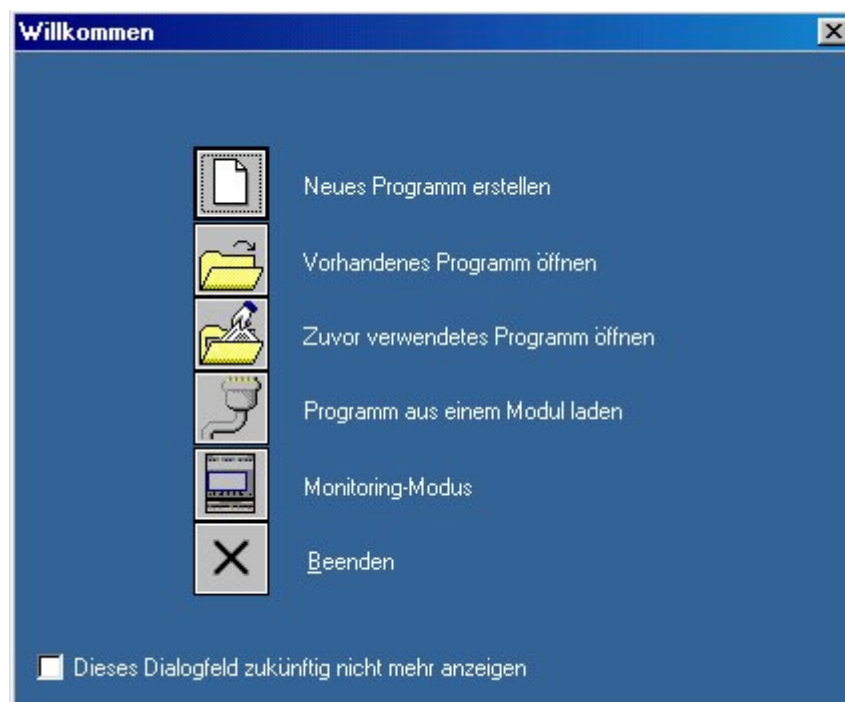 Willkommen
Neues Programm erstellen
Vorhandenes Programm öffnen
Zuvor verwendetes Programm öffnen
Programm aus einem Modul laden
Monitoring-Modus
Beenden
Dieses Dialogfeld zukünftig nicht mehr anzeigen